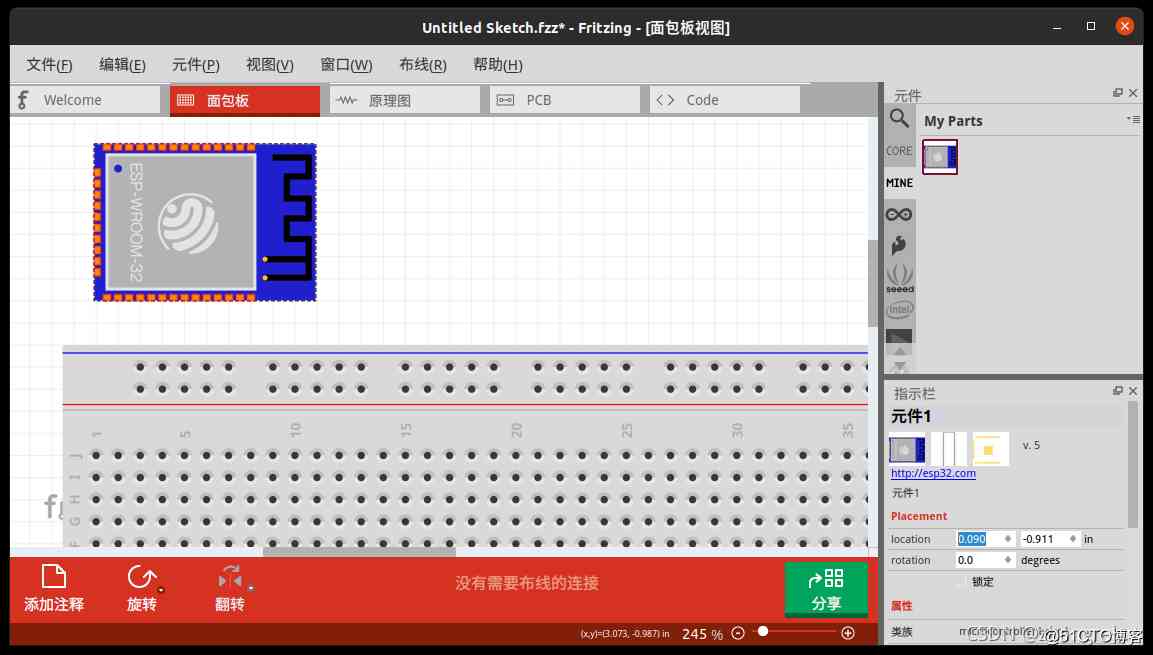 Untitled Sketch.fzz* - Fritzing - [面包板视图]
文件(F) 编辑(E) 元件(P) 视图(V) 窗口(W) 布线(R) 帮助(H)
Welcome 面包板 原理图 PCB Code
元件
My Parts
CORE
MINE
seeed
intel
ESP-WROOM-32
1 5 10 15 20 25 30 35
J
I
H
G
F
指示栏
元件1
v. 5
http://esp32.com
元件1
Placement
location 0.090 -0.911 in
rotation 0.0 degrees
锁定
属性
类族
添加注释 旋转 翻转
没有需要布线的连接
分享
(x,y)=(3.073, -0.987) in 245 %
@51CTO博客